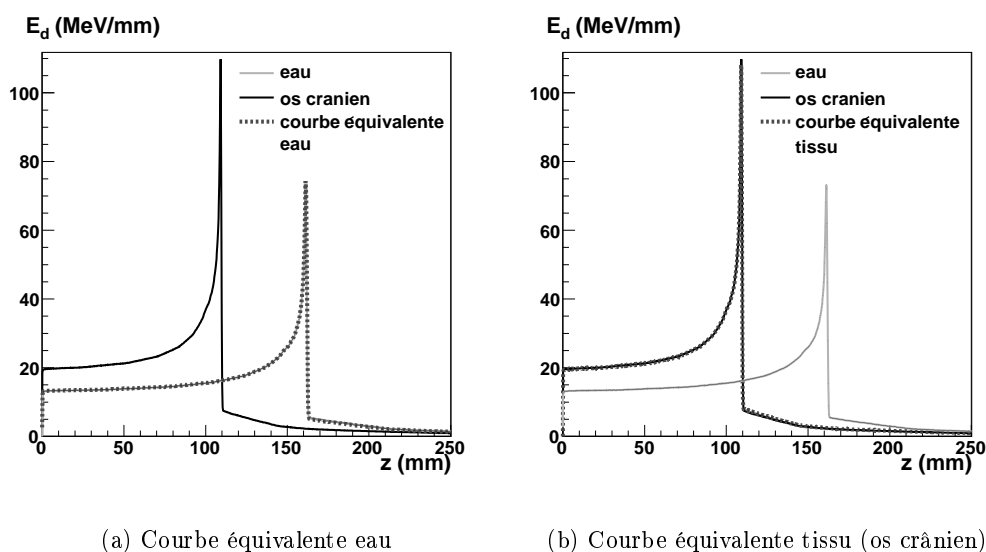 E_d (MeV/mm)
100
80
60
40
20
0
0 50 100 150 200 250
z (mm)
eau
os cranien
courbe équivalente
eau
(a) Courbe équivalente eau
E_d (MeV/mm)
100
80
60
40
20
0
0 50 100 150 200 250
z (mm)
eau
os cranien
courbe équivalente
tissu
(b) Courbe équivalente tissu (os crânien)